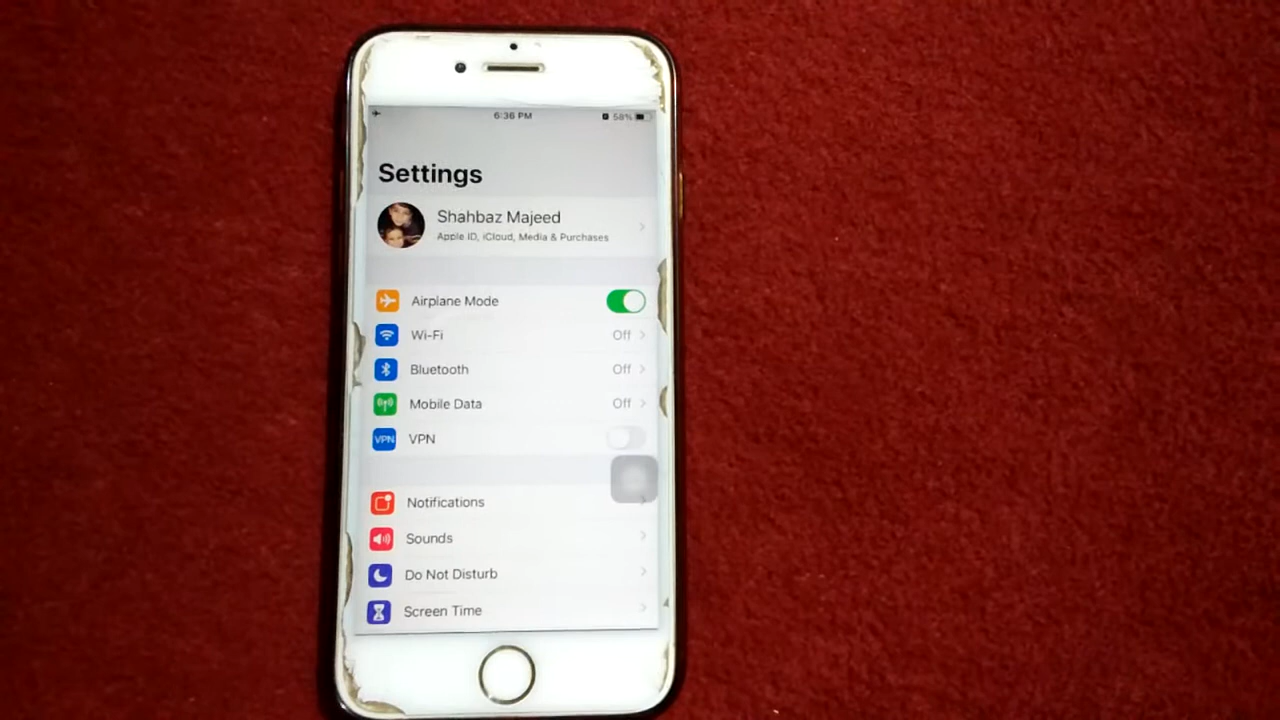 6:36 PM 58%
Settings
Shahbaz Majeed
Apple ID, iCloud, Media & Purchases
Airplane Mode
Wi-Fi Off
Bluetooth Off
Mobile Data Off
VPN VPN
Notifications
Sounds
Do Not Disturb
Screen Time